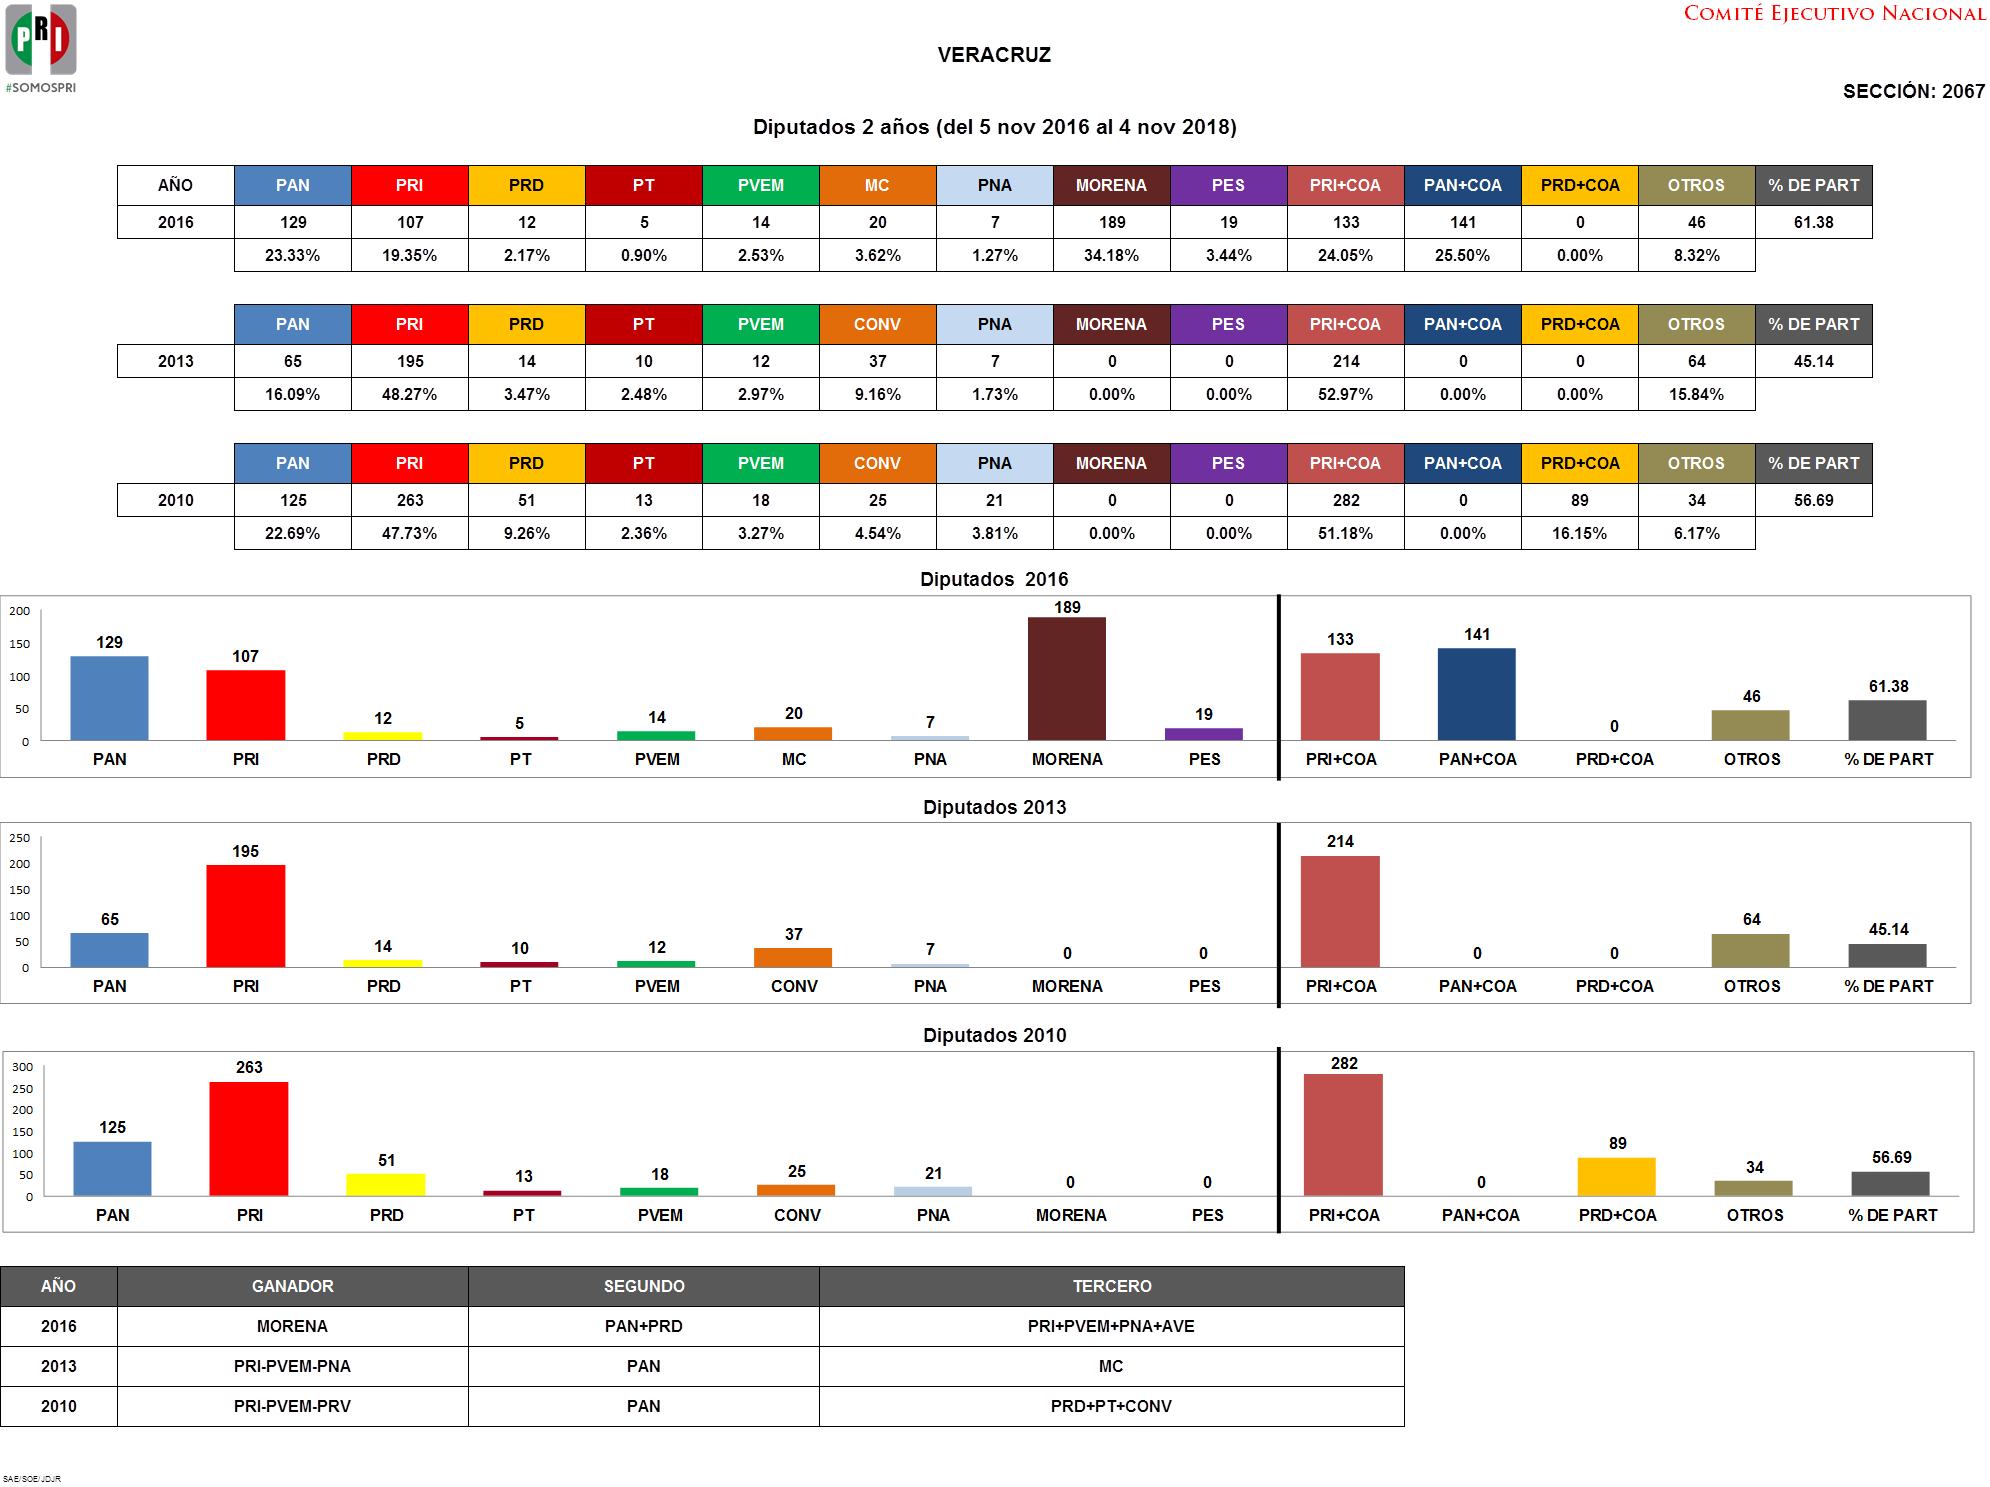 PRI
#SOMOSPRI
COMITÉ EJECUTIVO NACIONAL
VERACRUZ
SECCIÓN: 2067
Diputados 2 años (del 5 nov 2016 al 4 nov 2018)
AÑO PAN PRI PRD PT PVEM MC PNA MORENA PES PRI+COA PAN+COA PRD+COA OTROS % DE PART
2016 129 107 12 5 14 20 7 189 19 133 141 0 46 61.38
23.33% 19.35% 2.17% 0.90% 2.53% 3.62% 1.27% 34.18% 3.44% 24.05% 25.50% 0.00% 8.32%
PAN PRI PRD PT PVEM CONV PNA MORENA PES PRI+COA PAN+COA PRD+COA OTROS % DE PART
2013 65 195 14 10 12 37 7 0 0 214 0 0 64 45.14
16.09% 48.27% 3.47% 2.48% 2.97% 9.16% 1.73% 0.00% 0.00% 52.97% 0.00% 0.00% 15.84%
PAN PRI PRD PT PVEM CONV PNA MORENA PES PRI+COA PAN+COA PRD+COA OTROS % DE PART
2010 125 263 51 13 18 25 21 0 0 282 0 89 34 56.69
22.69% 47.73% 9.26% 2.36% 3.27% 4.54% 3.81% 0.00% 0.00% 51.18% 0.00% 16.15% 6.17%
Diputados 2016
200
150
100
50
0
129 107 12 5 14 20 7 189 19 133 141 0 46 61.38
PAN PRI PRD PT PVEM MC PNA MORENA PES PRI+COA PAN+COA PRD+COA OTROS % DE PART
Diputados 2013
250
200
150
100
50
0
65 195 14 10 12 37 7 0 0 214 0 0 64 45.14
PAN PRI PRD PT PVEM CONV PNA MORENA PES PRI+COA PAN+COA PRD+COA OTROS % DE PART
Diputados 2010
300
250
200
150
100
50
0
125 263 51 13 18 25 21 0 0 282 0 89 34 56.69
PAN PRI PRD PT PVEM CONV PNA MORENA PES PRI+COA PAN+COA PRD+COA OTROS % DE PART
AÑO GANADOR SEGUNDO TERCERO
2016 MORENA PAN+PRD PRI+PVEM+PNA+AVE
2013 PRI-PVEM-PNA PAN MC
2010 PRI-PVEM-PRV PAN PRD+PT+CONV
SAE/SOE/JDJR